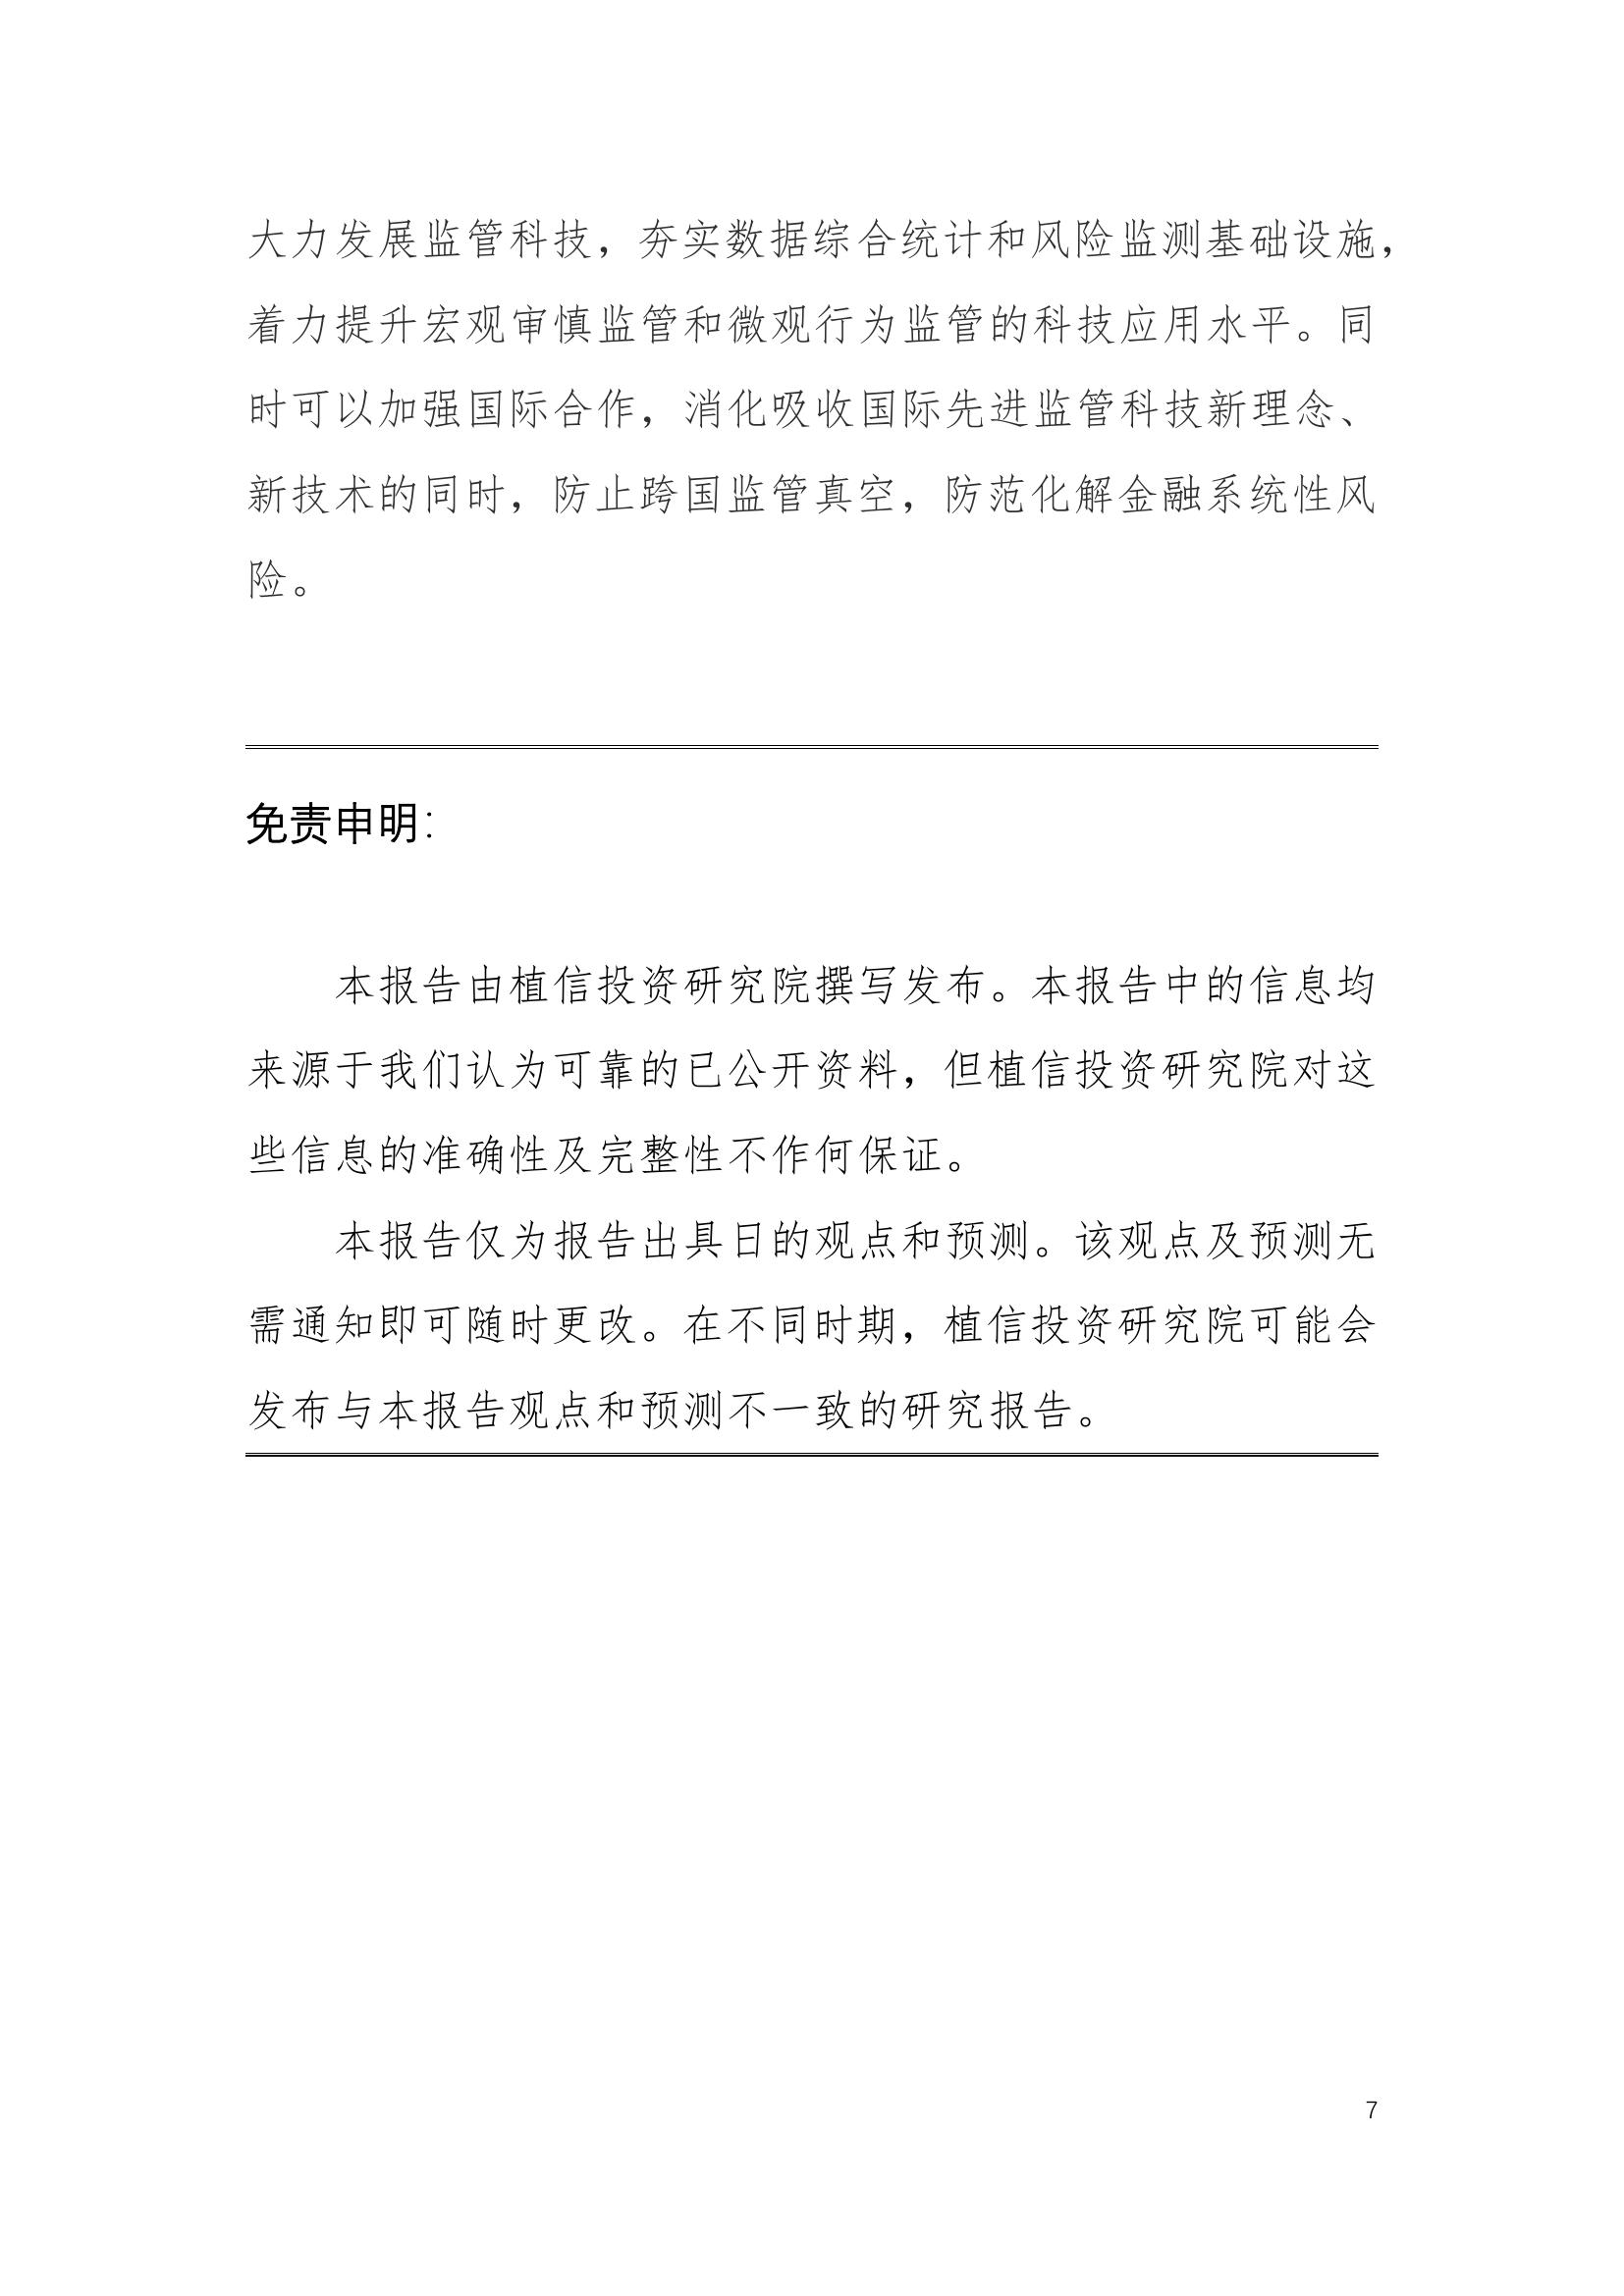 大力发展监管科技，夯实数据综合统计和风险监测基础设施，
着力提升宏观审慎监管和微观行为监管的科技应用水平。同
时可以加强国际合作，消化吸收国际先进监管科技新理念、
新技术的同时，防止跨国监管真空，防范化解金融系统性风
险。
免责申明：
本报告由植信投资研究院撰写发布。本报告中的信息均
来源于我们认为可靠的已公开资料，但植信投资研究院对这
些信息的准确性及完整性不作何保证。
本报告仅为报告出具日的观点和预测。该观点及预测无
需通知即可随时更改。在不同时期，植信投资研究院可能会
发布与本报告观点和预测不一致的研究报告。
7